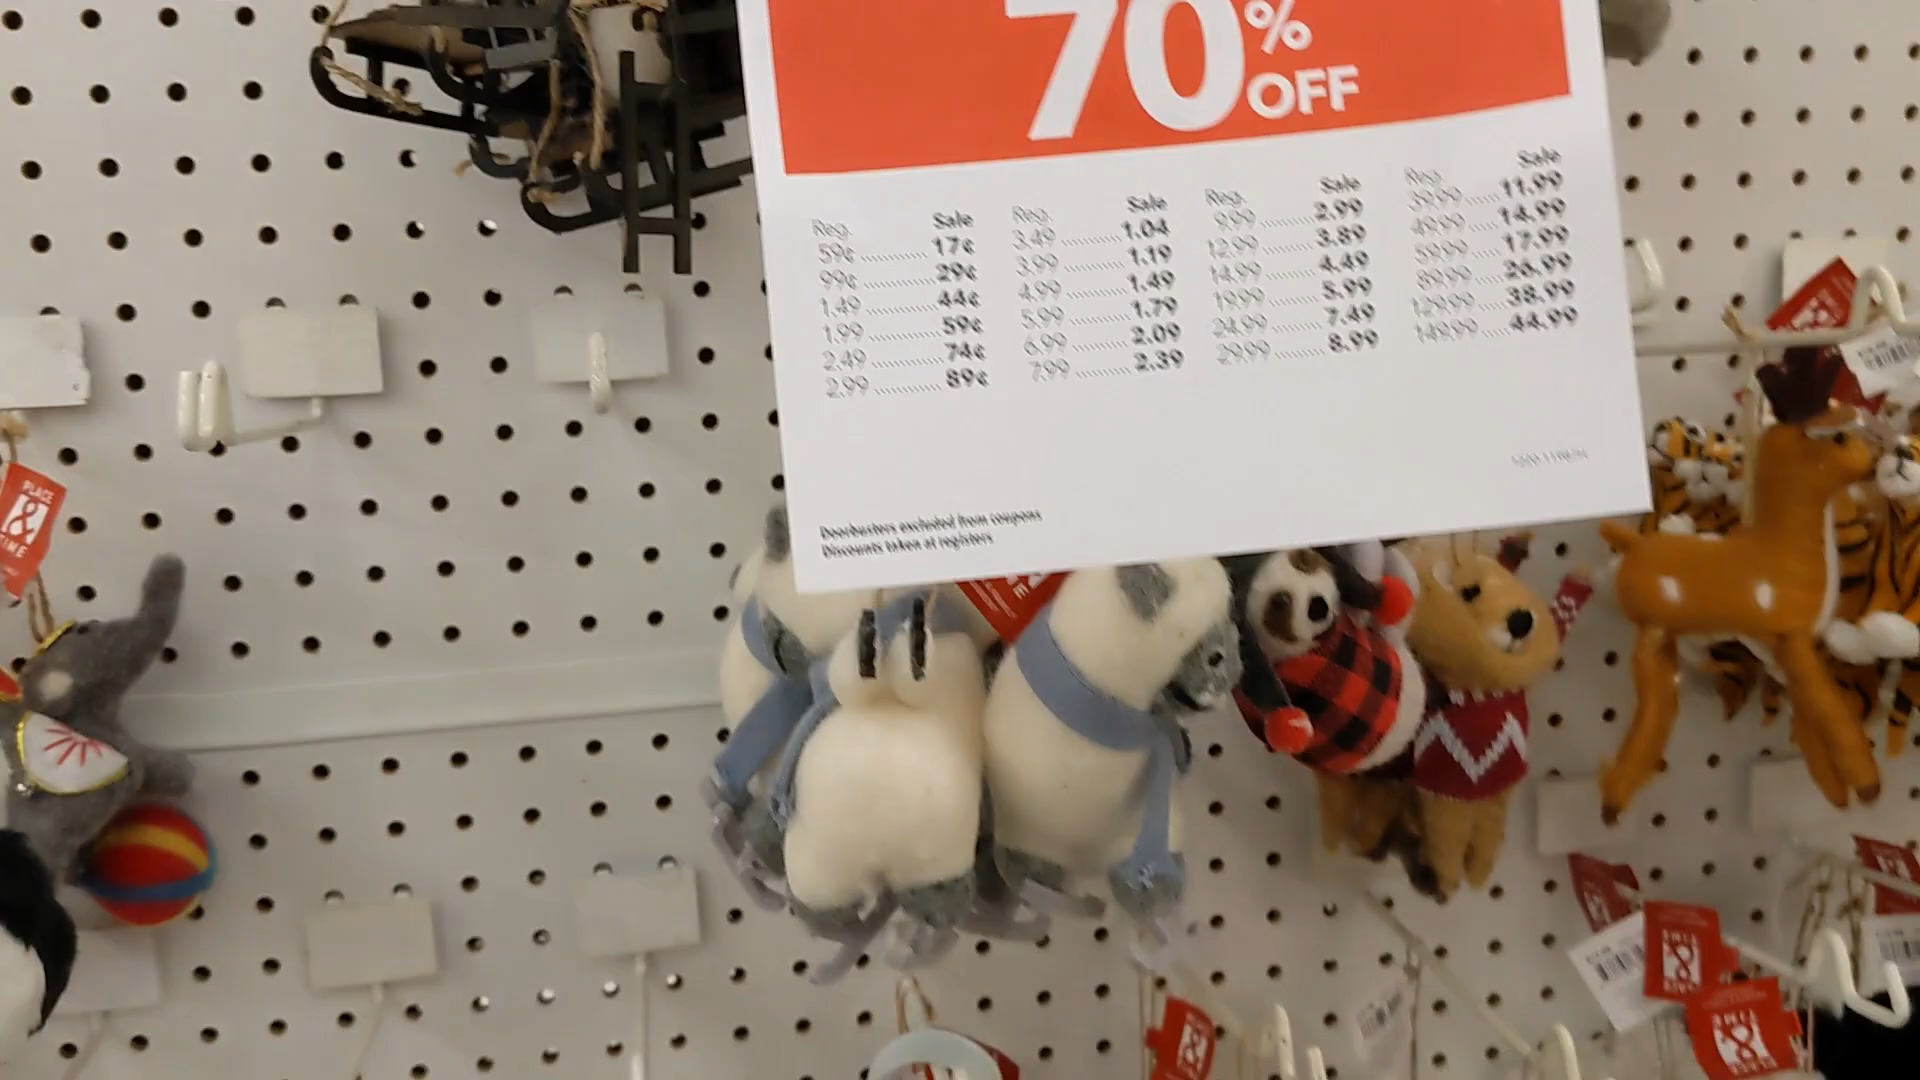 70%
OFF
Reg. Sale
59¢ ........... 17¢
99¢ ........... 29¢
1.49 ........... 44¢
1.99 ........... 59¢
2.49 ........... 74¢
2.99 ........... 89¢
Reg. Sale
3.49 ........... 1.04
3.99 ........... 1.19
4.99 ........... 1.49
5.99 ........... 1.79
6.99 ........... 2.09
7.99 ........... 2.39
Reg. Sale
9.99 ........... 2.99
12.99 ......... 3.89
14.99 ......... 4.49
19.99 ......... 5.99
24.99 ......... 7.49
29.99 ......... 8.99
Reg. Sale
39.99 ...... 11.99
49.99 ...... 14.99
59.99 ...... 17.99
89.99 ...... 26.99
129.99 ..... 38.99
149.99 ..... 44.99
Doorbusters excluded from coupons
Discounts taken at registers
PLACE
&
TIME